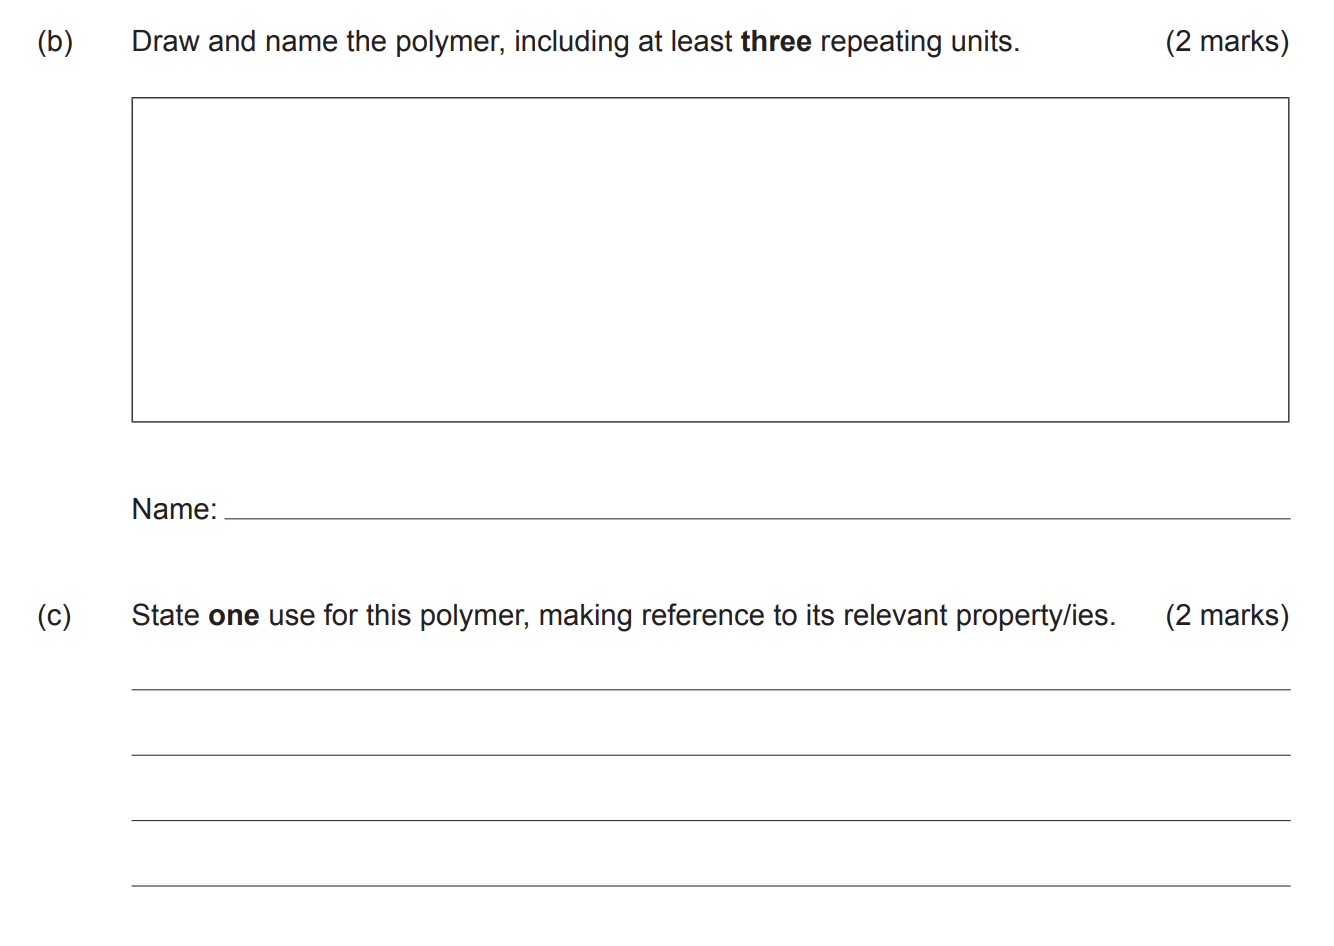 (b) Draw and name the polymer, including at least three repeating units. (2 marks)
Name:
(c) State one use for this polymer, making reference to its relevant property/ies. (2 marks)